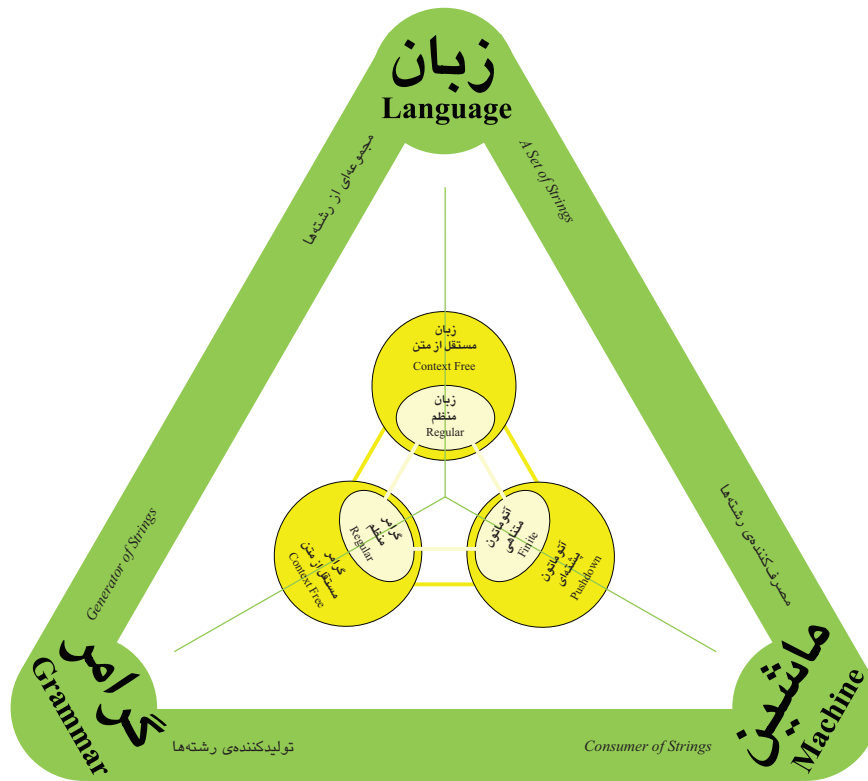 زبان
Language
مجموعه‌ای از رشته‌ها
A Set of Strings
زبان
مستقل از متن
Context Free
زبان
منظم
Regular
گرامر
منظم
Regular
گرامر
مستقل از متن
Context Free
آتوماتون
متناهی
Finite
آتوماتون
پشته‌ای
Pushdown
Generator of Strings
مصرف‌کننده‌ی رشته‌ها
گرامر
Grammar
تولیدکننده‌ی رشته‌ها
Consumer of Strings
ماشین
Machine